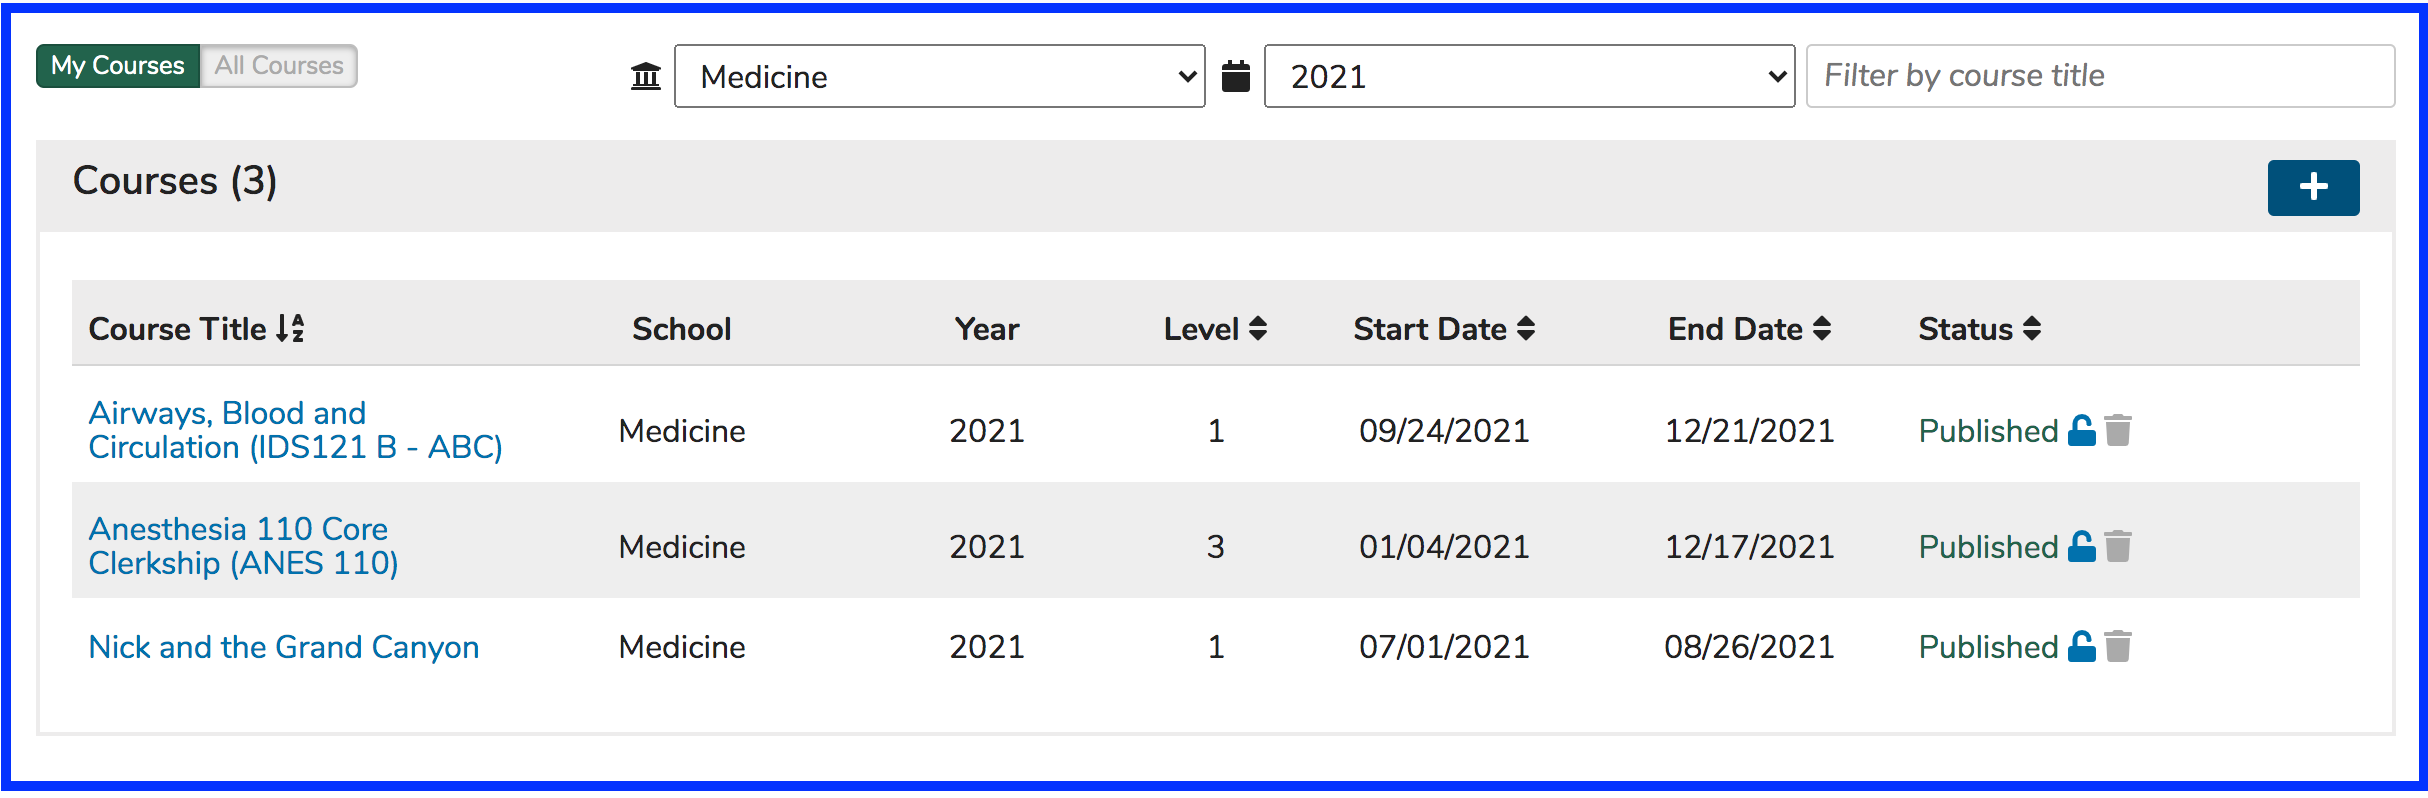 My Courses All Courses Medicine 2021 Filter by course title
Courses (3)
Course Title School Year Level Start Date End Date Status
Airways, Blood and
Circulation (IDS121 B - ABC) Medicine 2021 1 09/24/2021 12/21/2021 Published
Anesthesia 110 Core
Clerkship (ANES 110) Medicine 2021 3 01/04/2021 12/17/2021 Published
Nick and the Grand Canyon Medicine 2021 1 07/01/2021 08/26/2021 Published